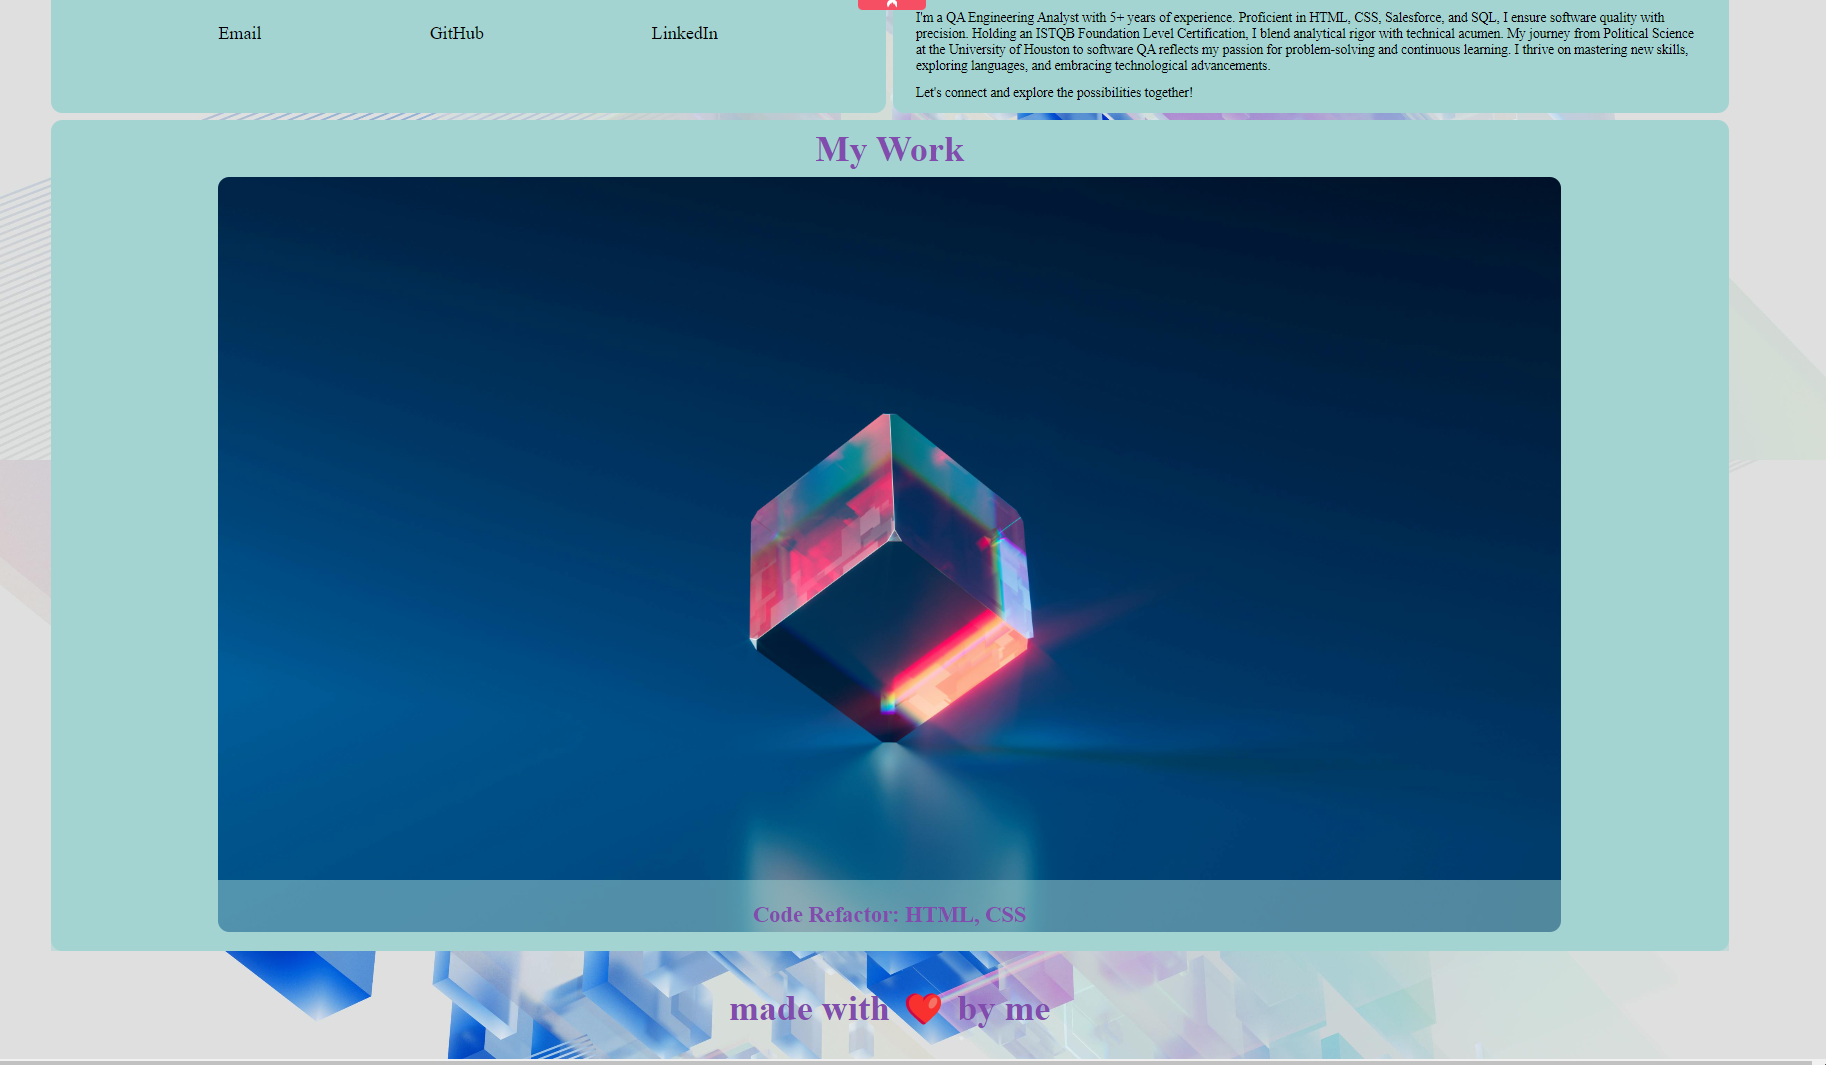 Email GitHub LinkedIn
I'm a QA Engineering Analyst with 5+ years of experience. Proficient in HTML, CSS, Salesforce, and SQL, I ensure software quality with
precision. Holding an ISTQB Foundation Level Certification, I blend analytical rigor with technical acumen. My journey from Political Science
at the University of Houston to software QA reflects my passion for problem-solving and continuous learning. I thrive on mastering new skills,
exploring languages, and embracing technological advancements.
Let's connect and explore the possibilities together!
My Work
Code Refactor: HTML, CSS
made with ❤️ by me